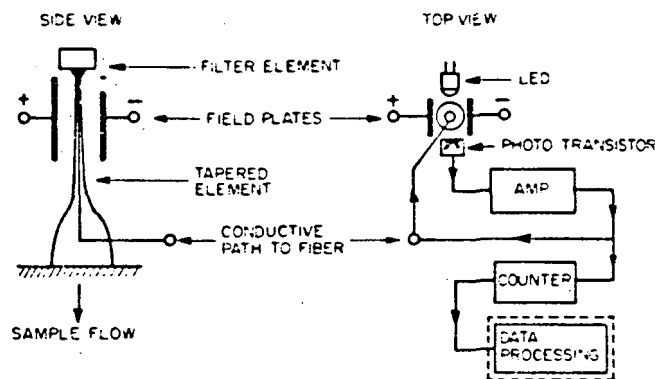 SIDE VIEW
TOP VIEW
FILTER ELEMENT
LED
+
−
FIELD PLATES
+
−
PHOTO TRANSISTOR
TAPERED
ELEMENT
AMP
CONDUCTIVE
PATH TO FIBER
COUNTER
SAMPLE FLOW
DATA
PROCESSING